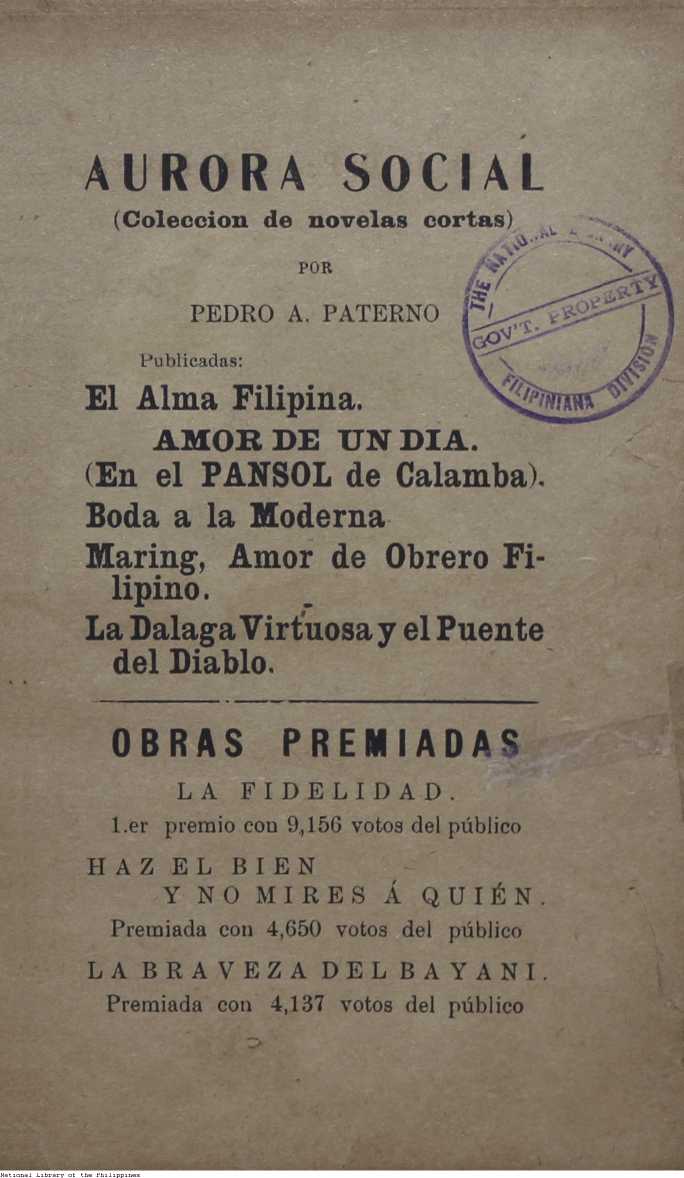 AURORA SOCIAL
(Coleccion de novelas cortas)
POR
PEDRO A. PATERNO
THE NATIONAL LIBRARY
GOV'T. PROPERTY
FILIPINIANA DIVISION
Publicadas:
El Alma Filipina.
AMOR DE UN DIA.
(En el PANSOL de Calamba).
Boda a la Moderna
Maring, Amor de Obrero Fi-
lipino.
La Dalaga Virtuosa y el Puente
del Diablo.
OBRAS PREMIADAS
LA FIDELIDAD.
1.er premio con 9,156 votos del público
HAZ EL BIEN
Y NO MIRES Á QUIÉN.
Premiada con 4,650 votos del público
LA BRAVEZA DEL BAYANI.
Premiada con 4,137 votos del público
National Library of the Philippines